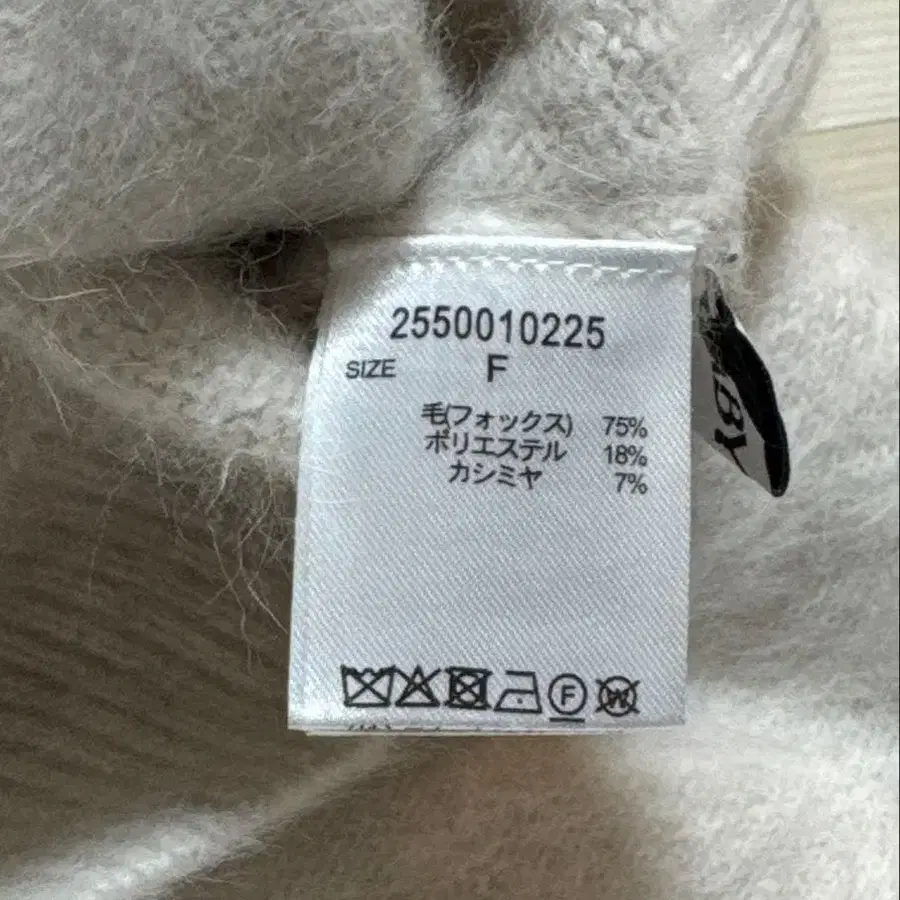 2550010225
SIZE F
毛(フォックス) 75%
ポリエステル 18%
カシミヤ 7%
F W
BY